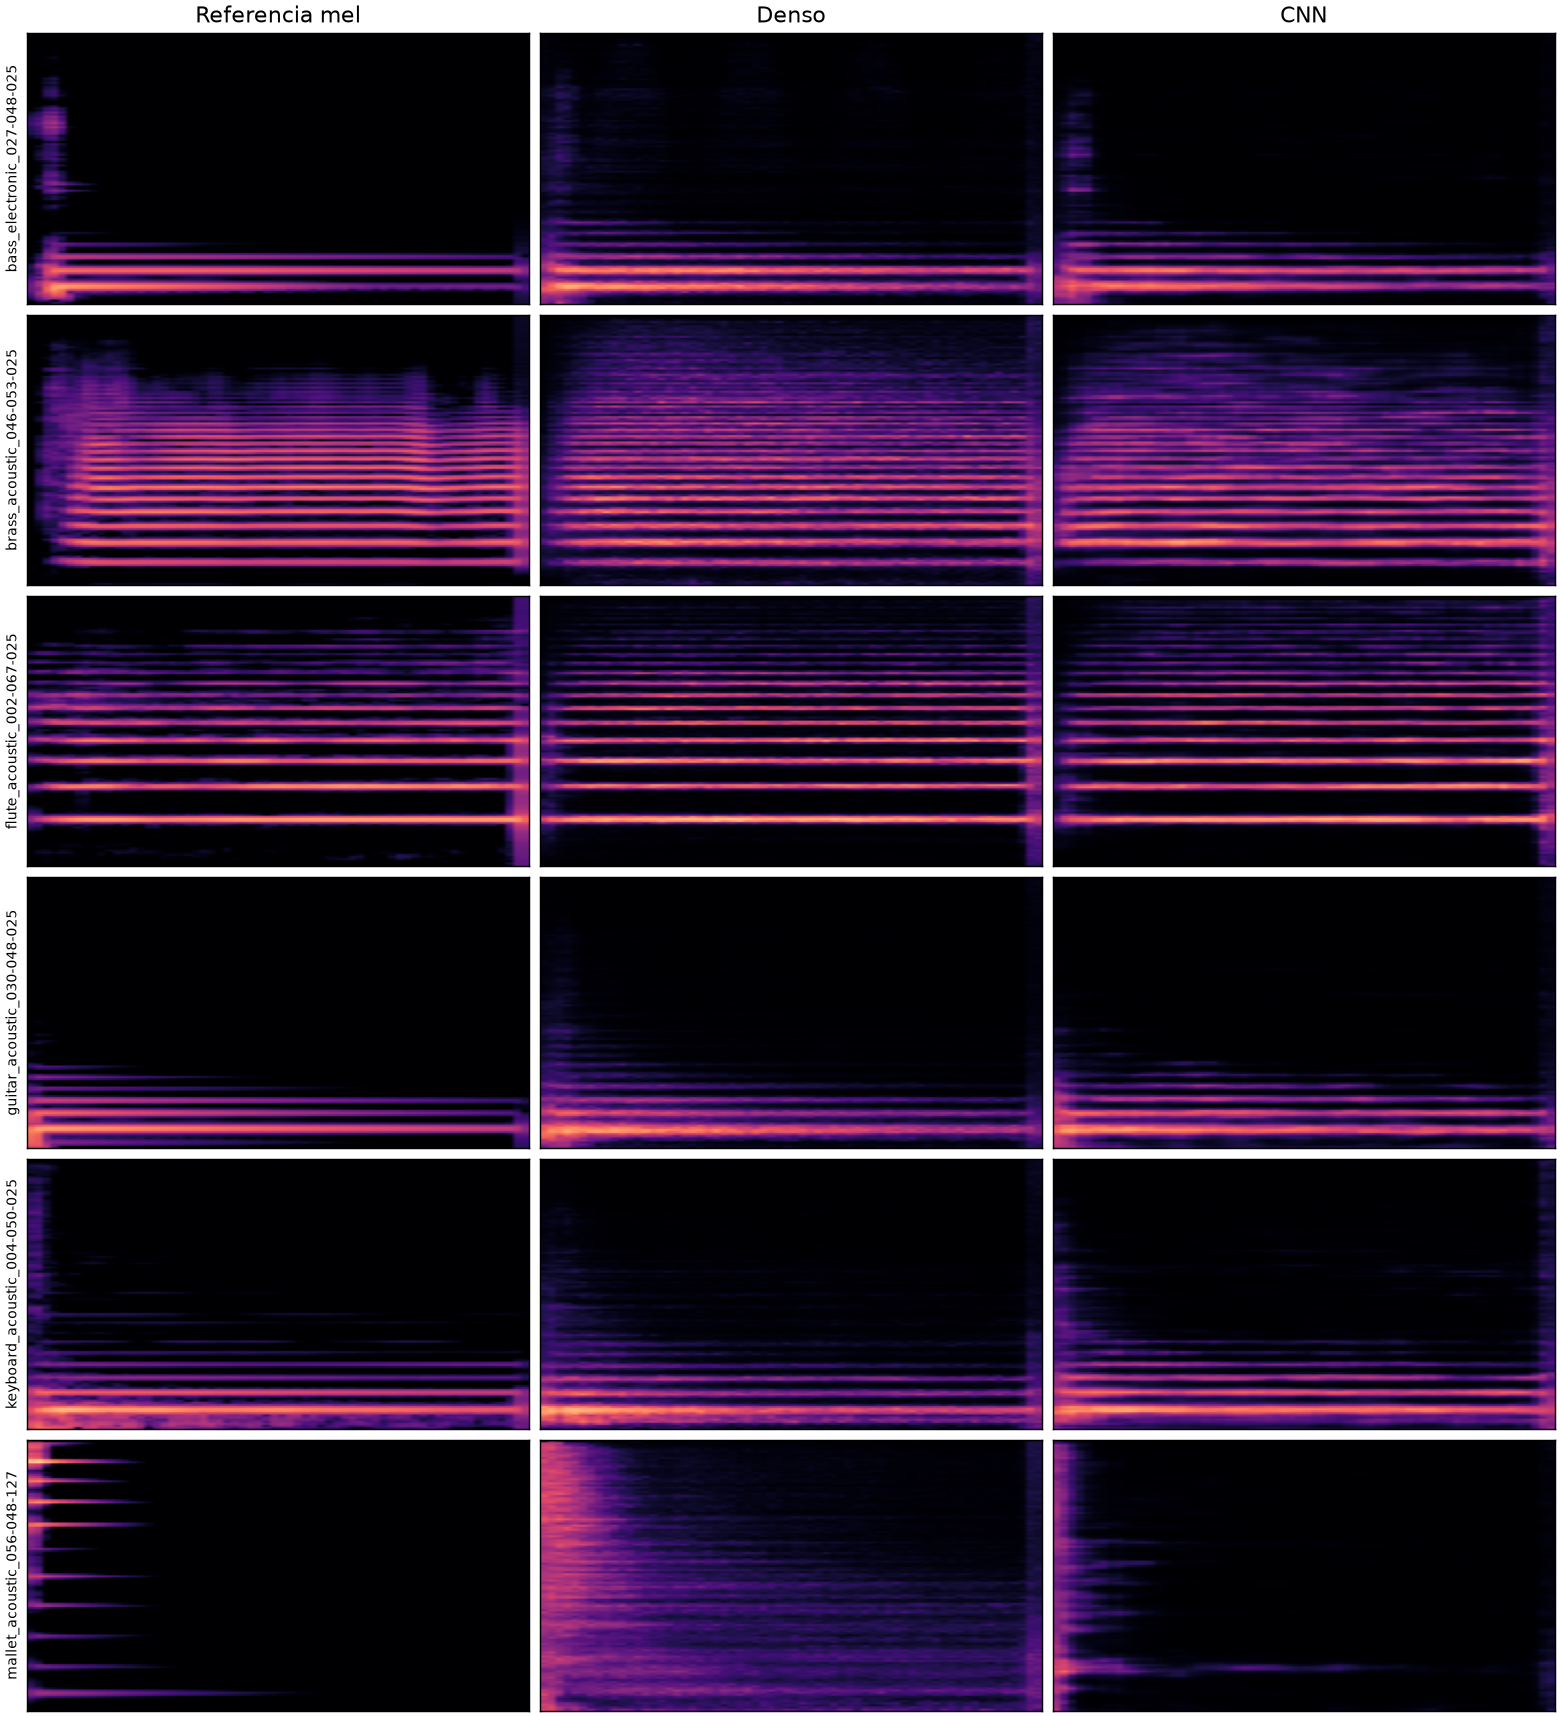 Referencia mel
Denso
CNN
bass_electronic_027-048-025
brass_acoustic_046-053-025
flute_acoustic_002-067-025
guitar_acoustic_030-048-025
keyboard_acoustic_004-050-025
mallet_acoustic_056-048-127